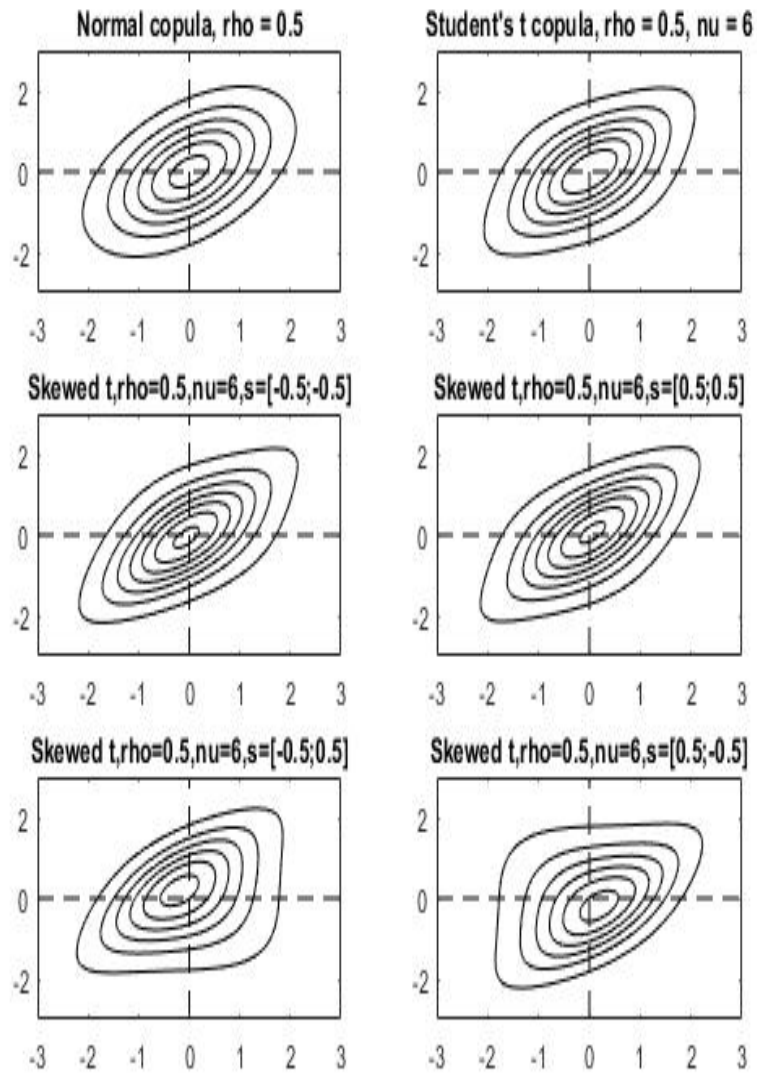 Normal copula, rho = 0.5
Student's t copula, rho = 0.5, nu = 6
2
0
-2
-3 -2 -1 0 1 2 3
2
0
-2
-3 -2 -1 0 1 2 3
Skewed t,rho=0.5,nu=6,s=[-0.5;-0.5]
Skewed t,rho=0.5,nu=6,s=[0.5;0.5]
2
0
-2
-3 -2 -1 0 1 2 3
2
0
-2
-3 -2 -1 0 1 2 3
Skewed t,rho=0.5,nu=6,s=[-0.5;0.5]
Skewed t,rho=0.5,nu=6,s=[0.5;-0.5]
2
0
-2
-3 -2 -1 0 1 2 3
2
0
-2
-3 -2 -1 0 1 2 3